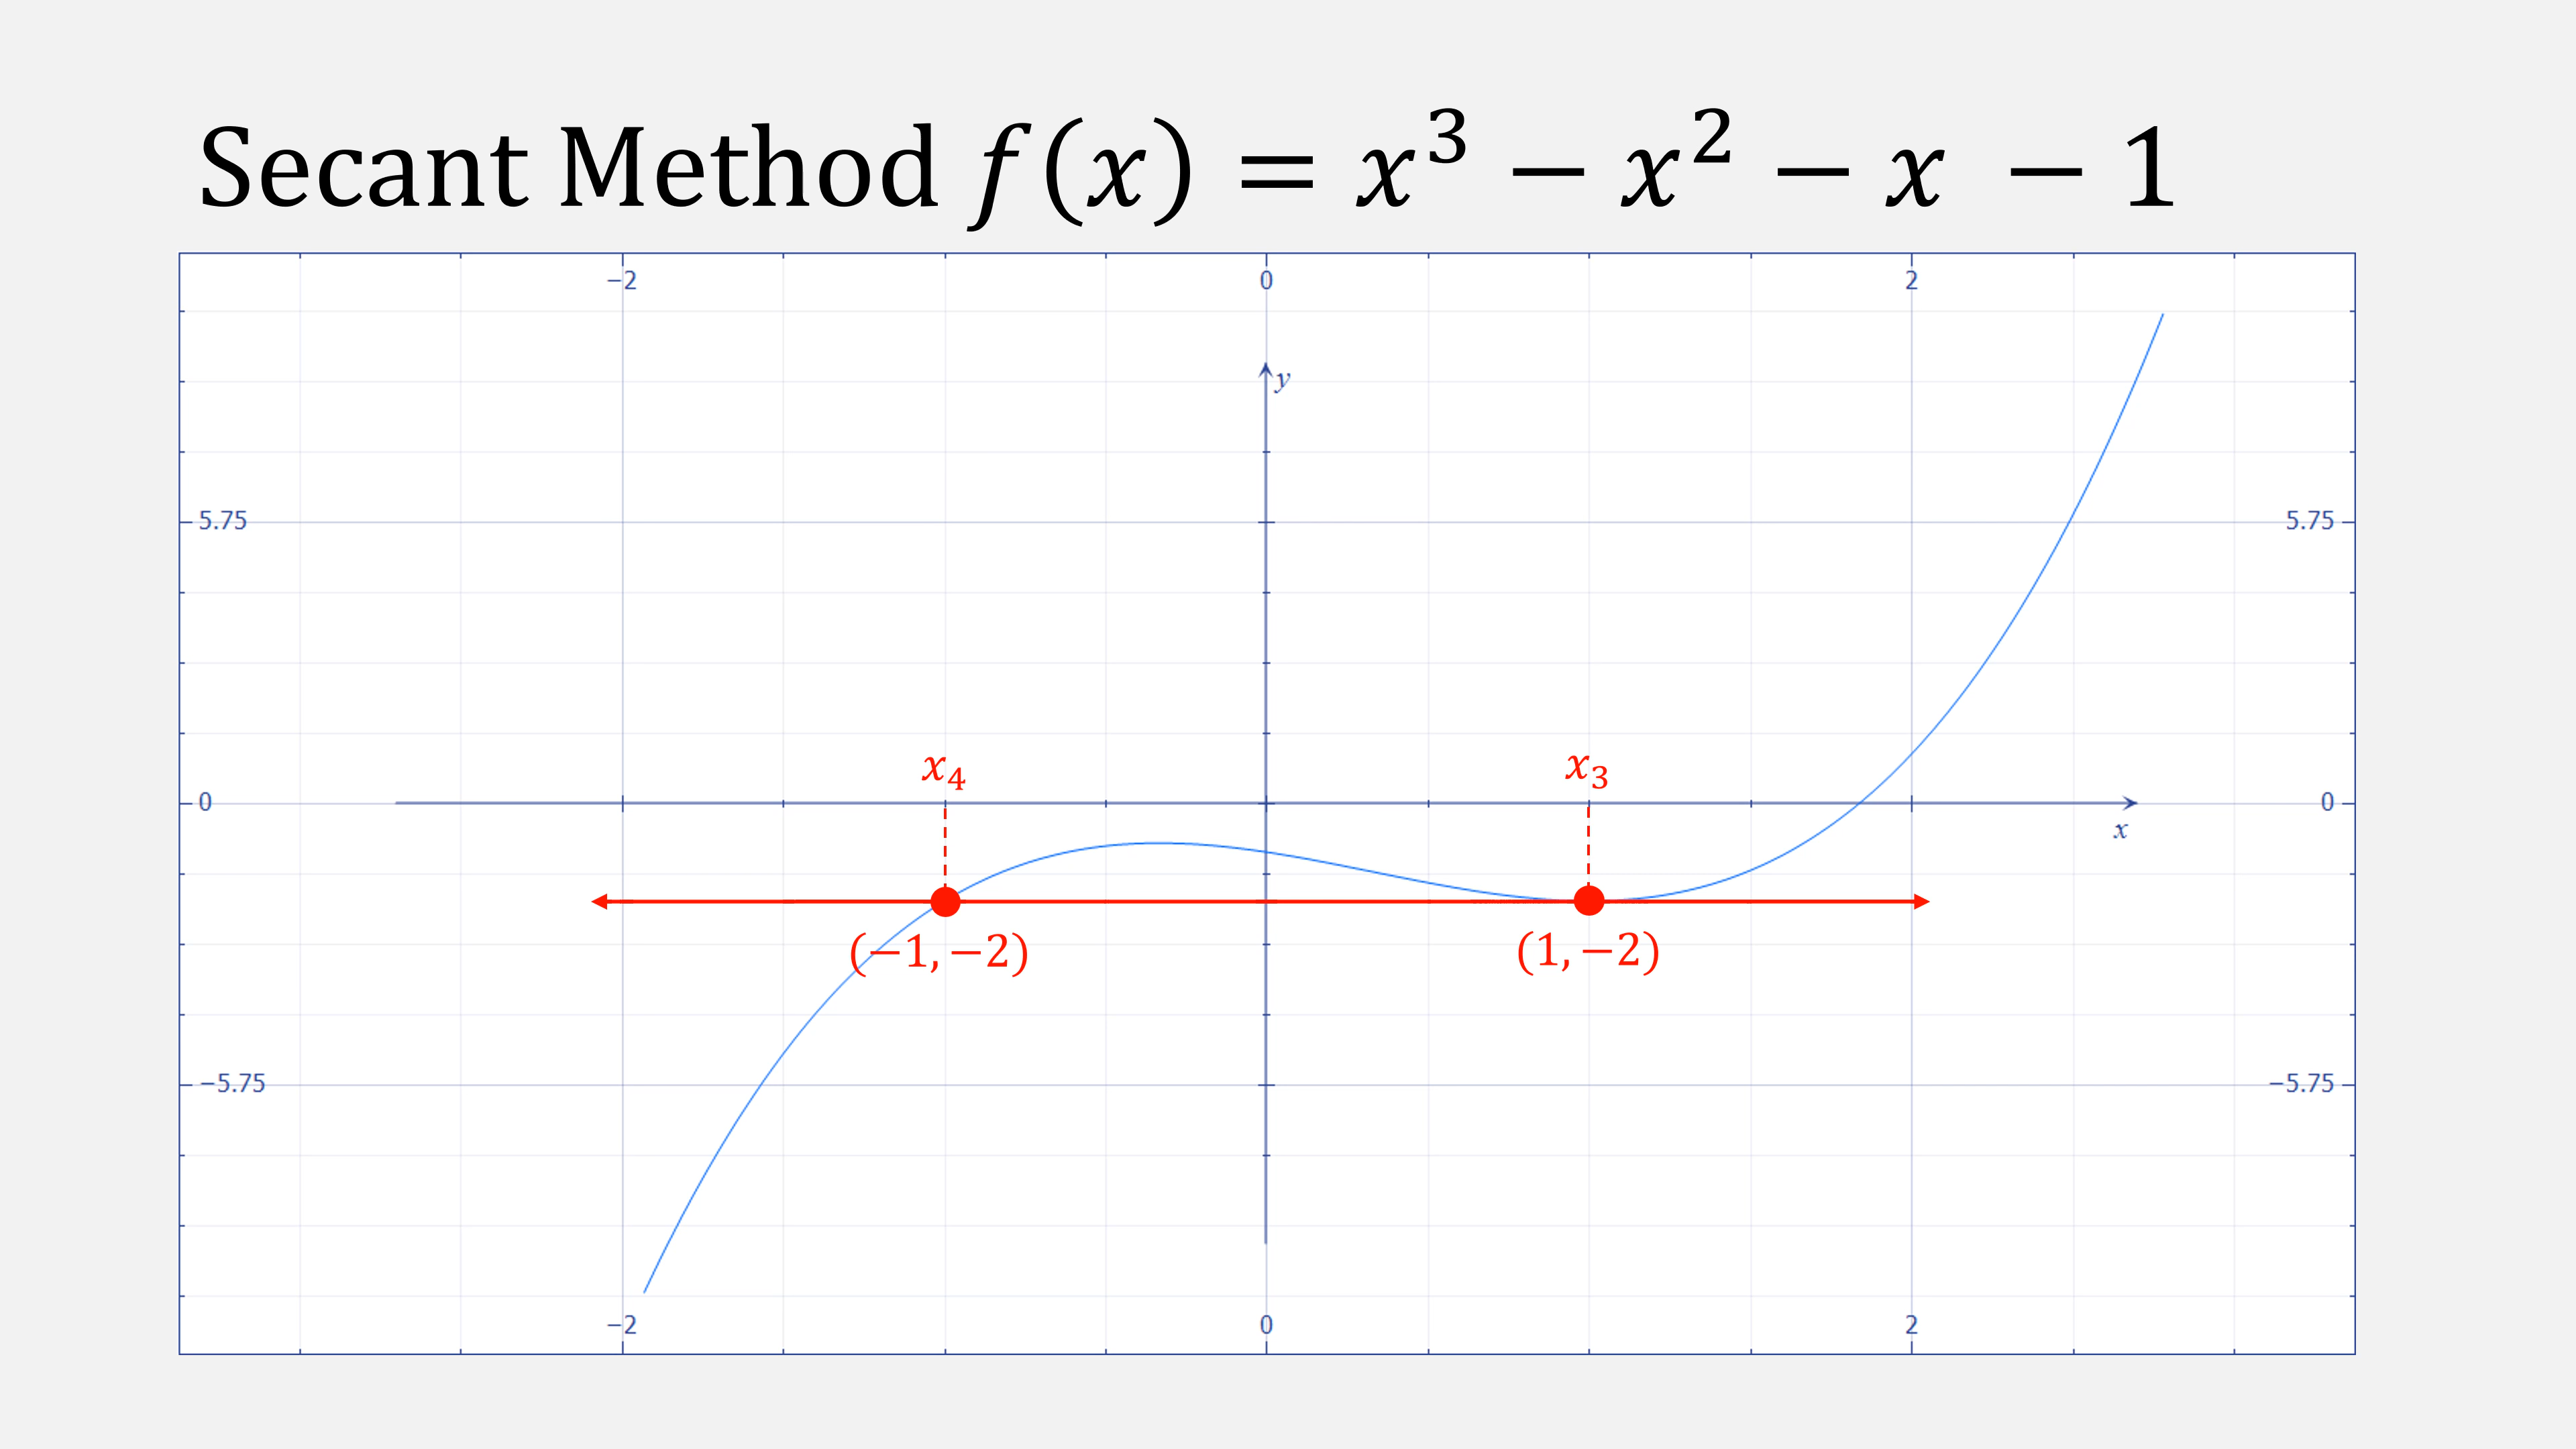 Secant Method f(x) = x³ − x² − x − 1
−2 0 2
y
5.75 5.75
x₄ x₃
0 0
x
(−1, −2) (1, −2)
−5.75 −5.75
−2 0 2